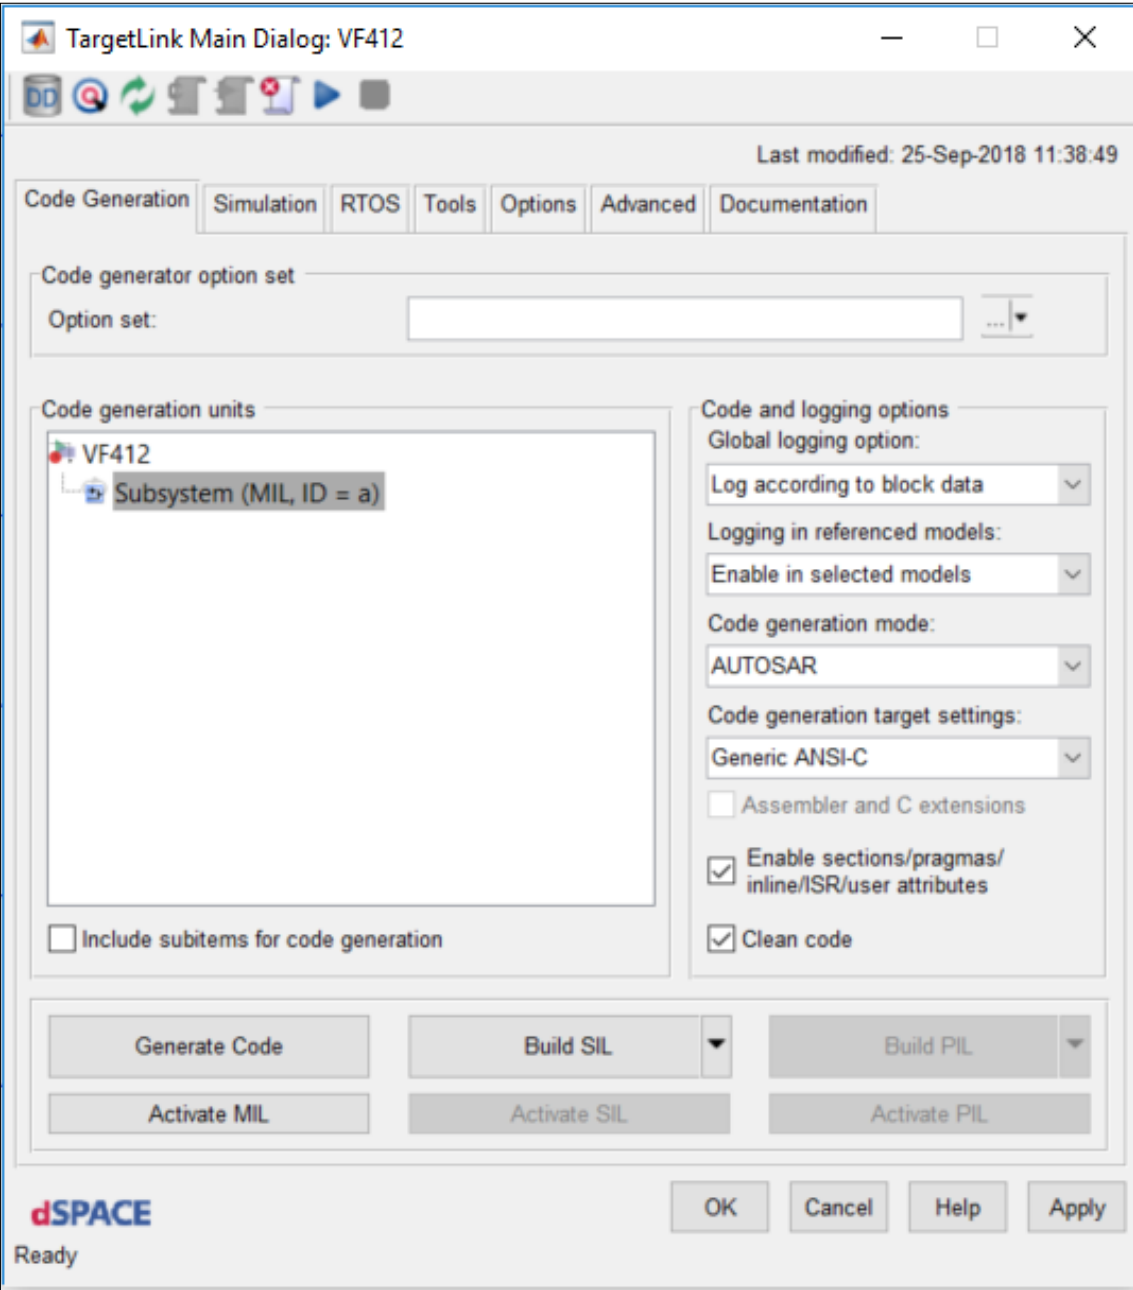 TargetLink Main Dialog: VF412
DD
Last modified: 25-Sep-2018 11:38:49
Code Generation Simulation RTOS Tools Options Advanced Documentation
Code generator option set
Option set:
...
Code generation units
VF412
Subsystem (MIL, ID = a)
Include subitems for code generation
Code and logging options
Global logging option:
Log according to block data
Logging in referenced models:
Enable in selected models
Code generation mode:
AUTOSAR
Code generation target settings:
Generic ANSI-C
Assembler and C extensions
Enable sections/pragmas/
inline/ISR/user attributes
Clean code
Generate Code Build SIL Build PIL
Activate MIL Activate SIL Activate PIL
dSPACE
OK Cancel Help Apply
Ready